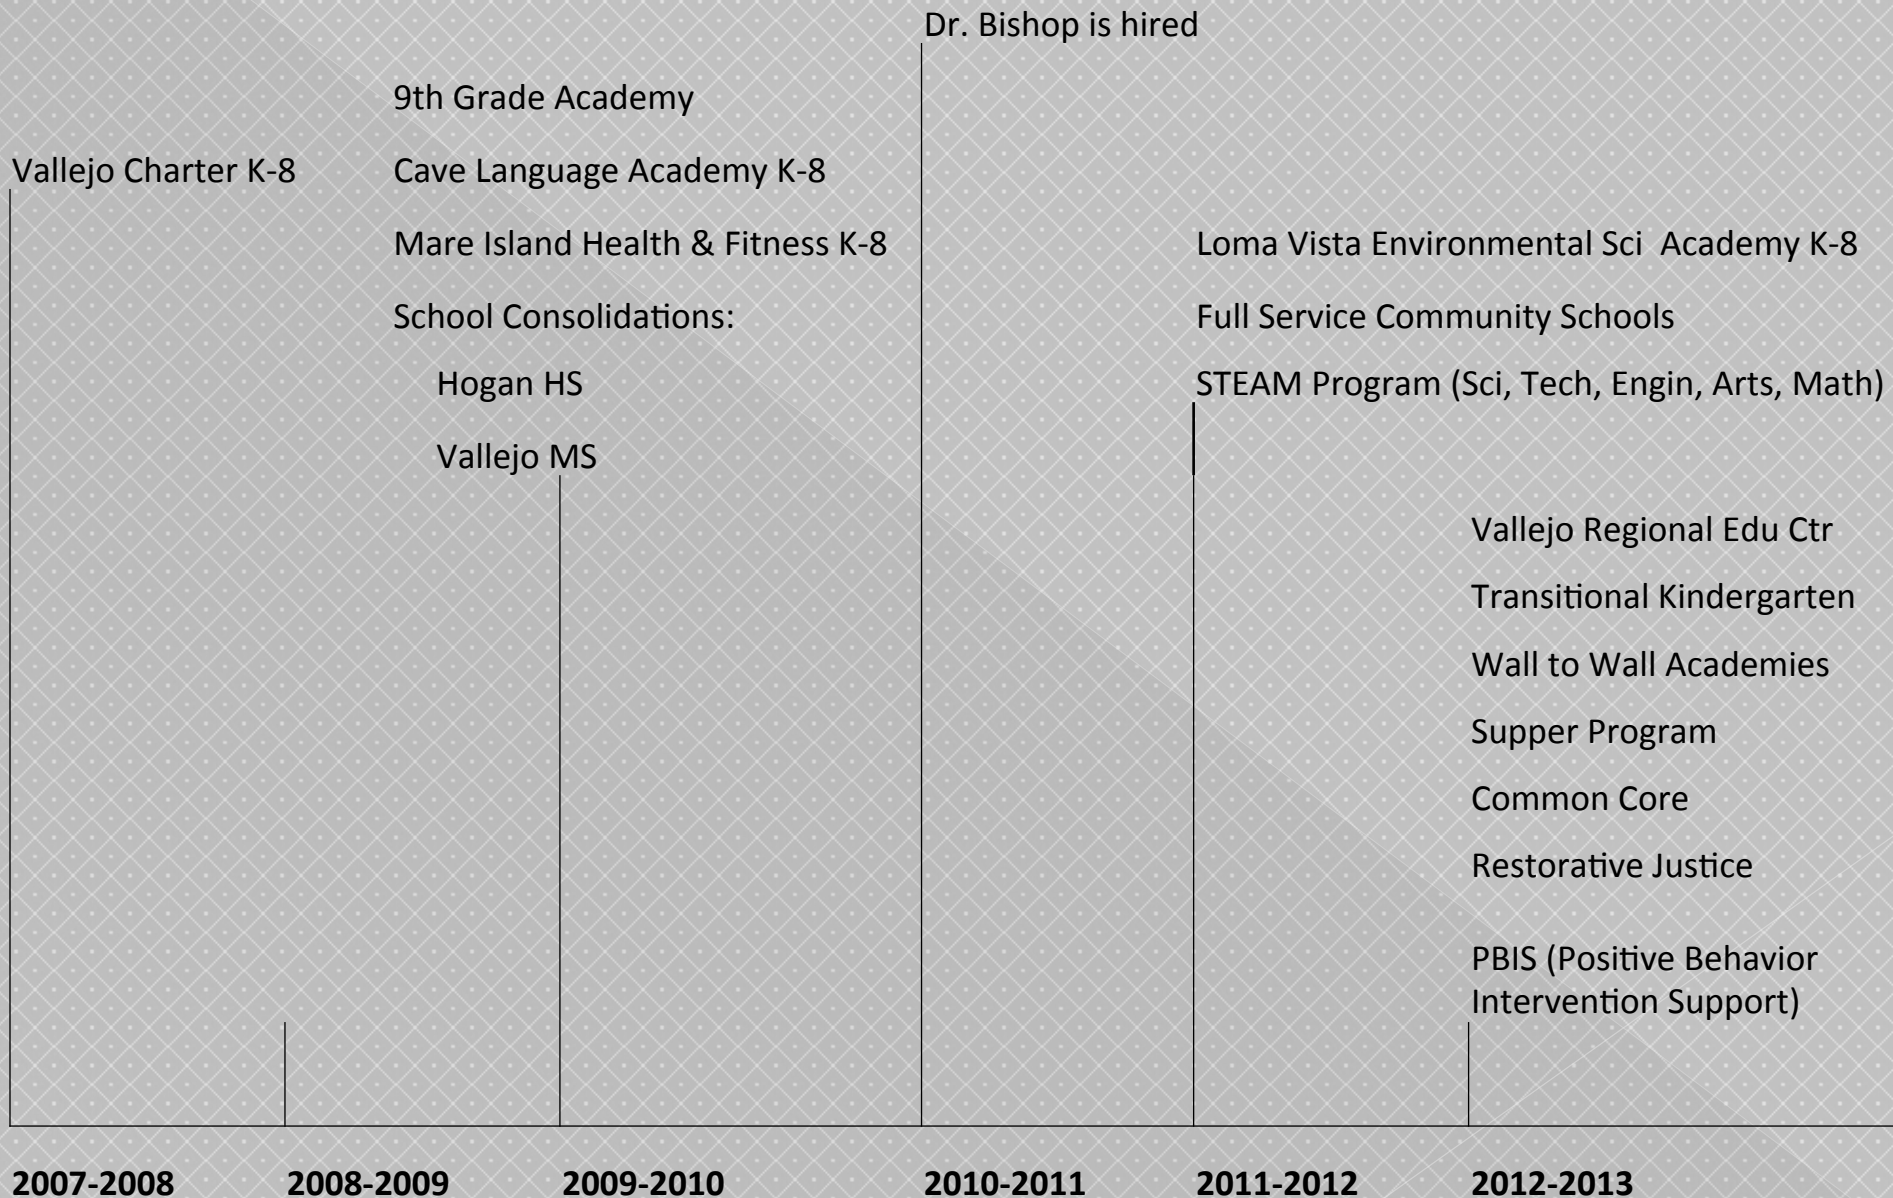 Dr. Bishop is hired
9th Grade Academy
Vallejo Charter K-8
Cave Language Academy K-8
Mare Island Health & Fitness K-8
School Consolidations:
Hogan HS
Vallejo MS
Loma Vista Environmental Sci Academy K-8
Full Service Community Schools
STEAM Program (Sci, Tech, Engin, Arts, Math)
Vallejo Regional Edu Ctr
Transitional Kindergarten
Wall to Wall Academies
Supper Program
Common Core
Restorative Justice
PBIS (Positive Behavior
Intervention Support)
2007-2008
2008-2009
2009-2010
2010-2011
2011-2012
2012-2013